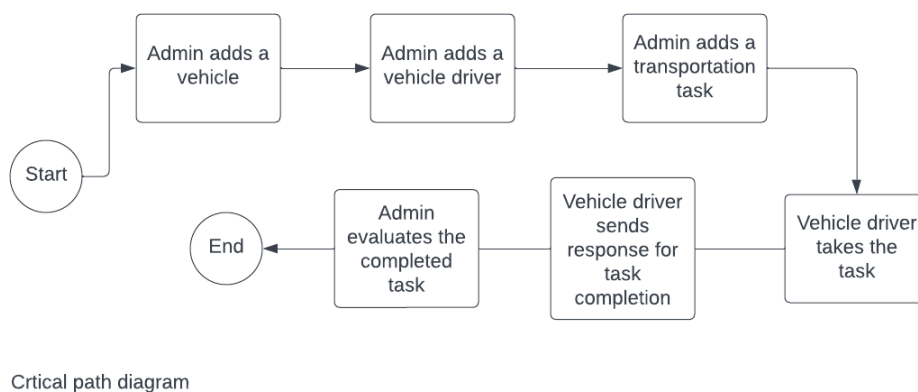 Start
Admin adds a
vehicle
Admin adds a
vehicle driver
Admin adds a
transportation
task
Vehicle driver
takes the
task
Vehicle driver
sends
response for
task
completion
Admin
evaluates the
completed
task
End
Crtical path diagram